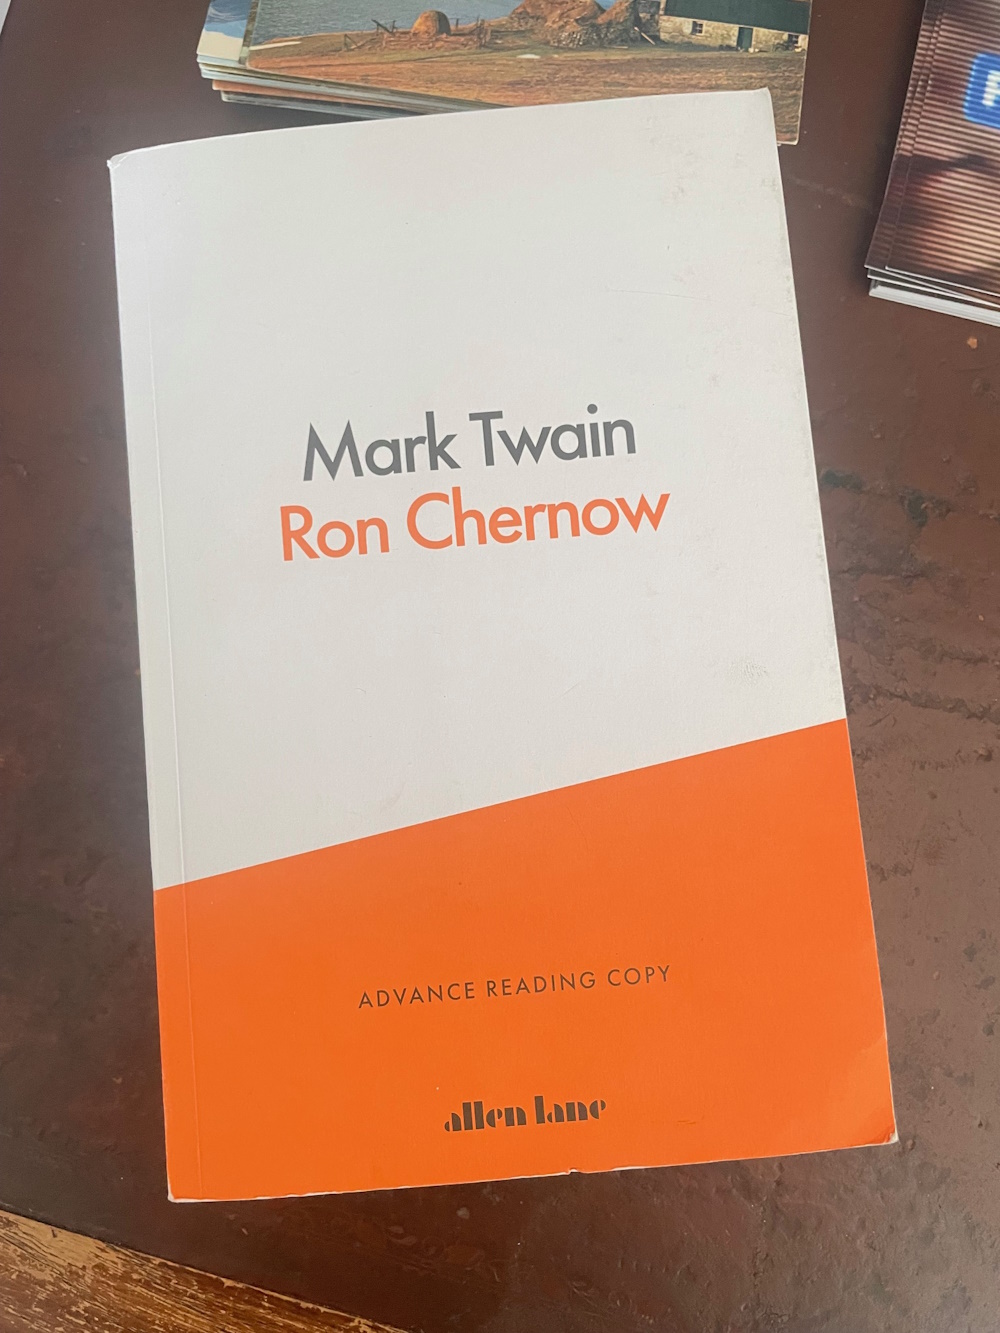 Mark Twain
Ron Chernow
ADVANCE READING COPY
allen lane